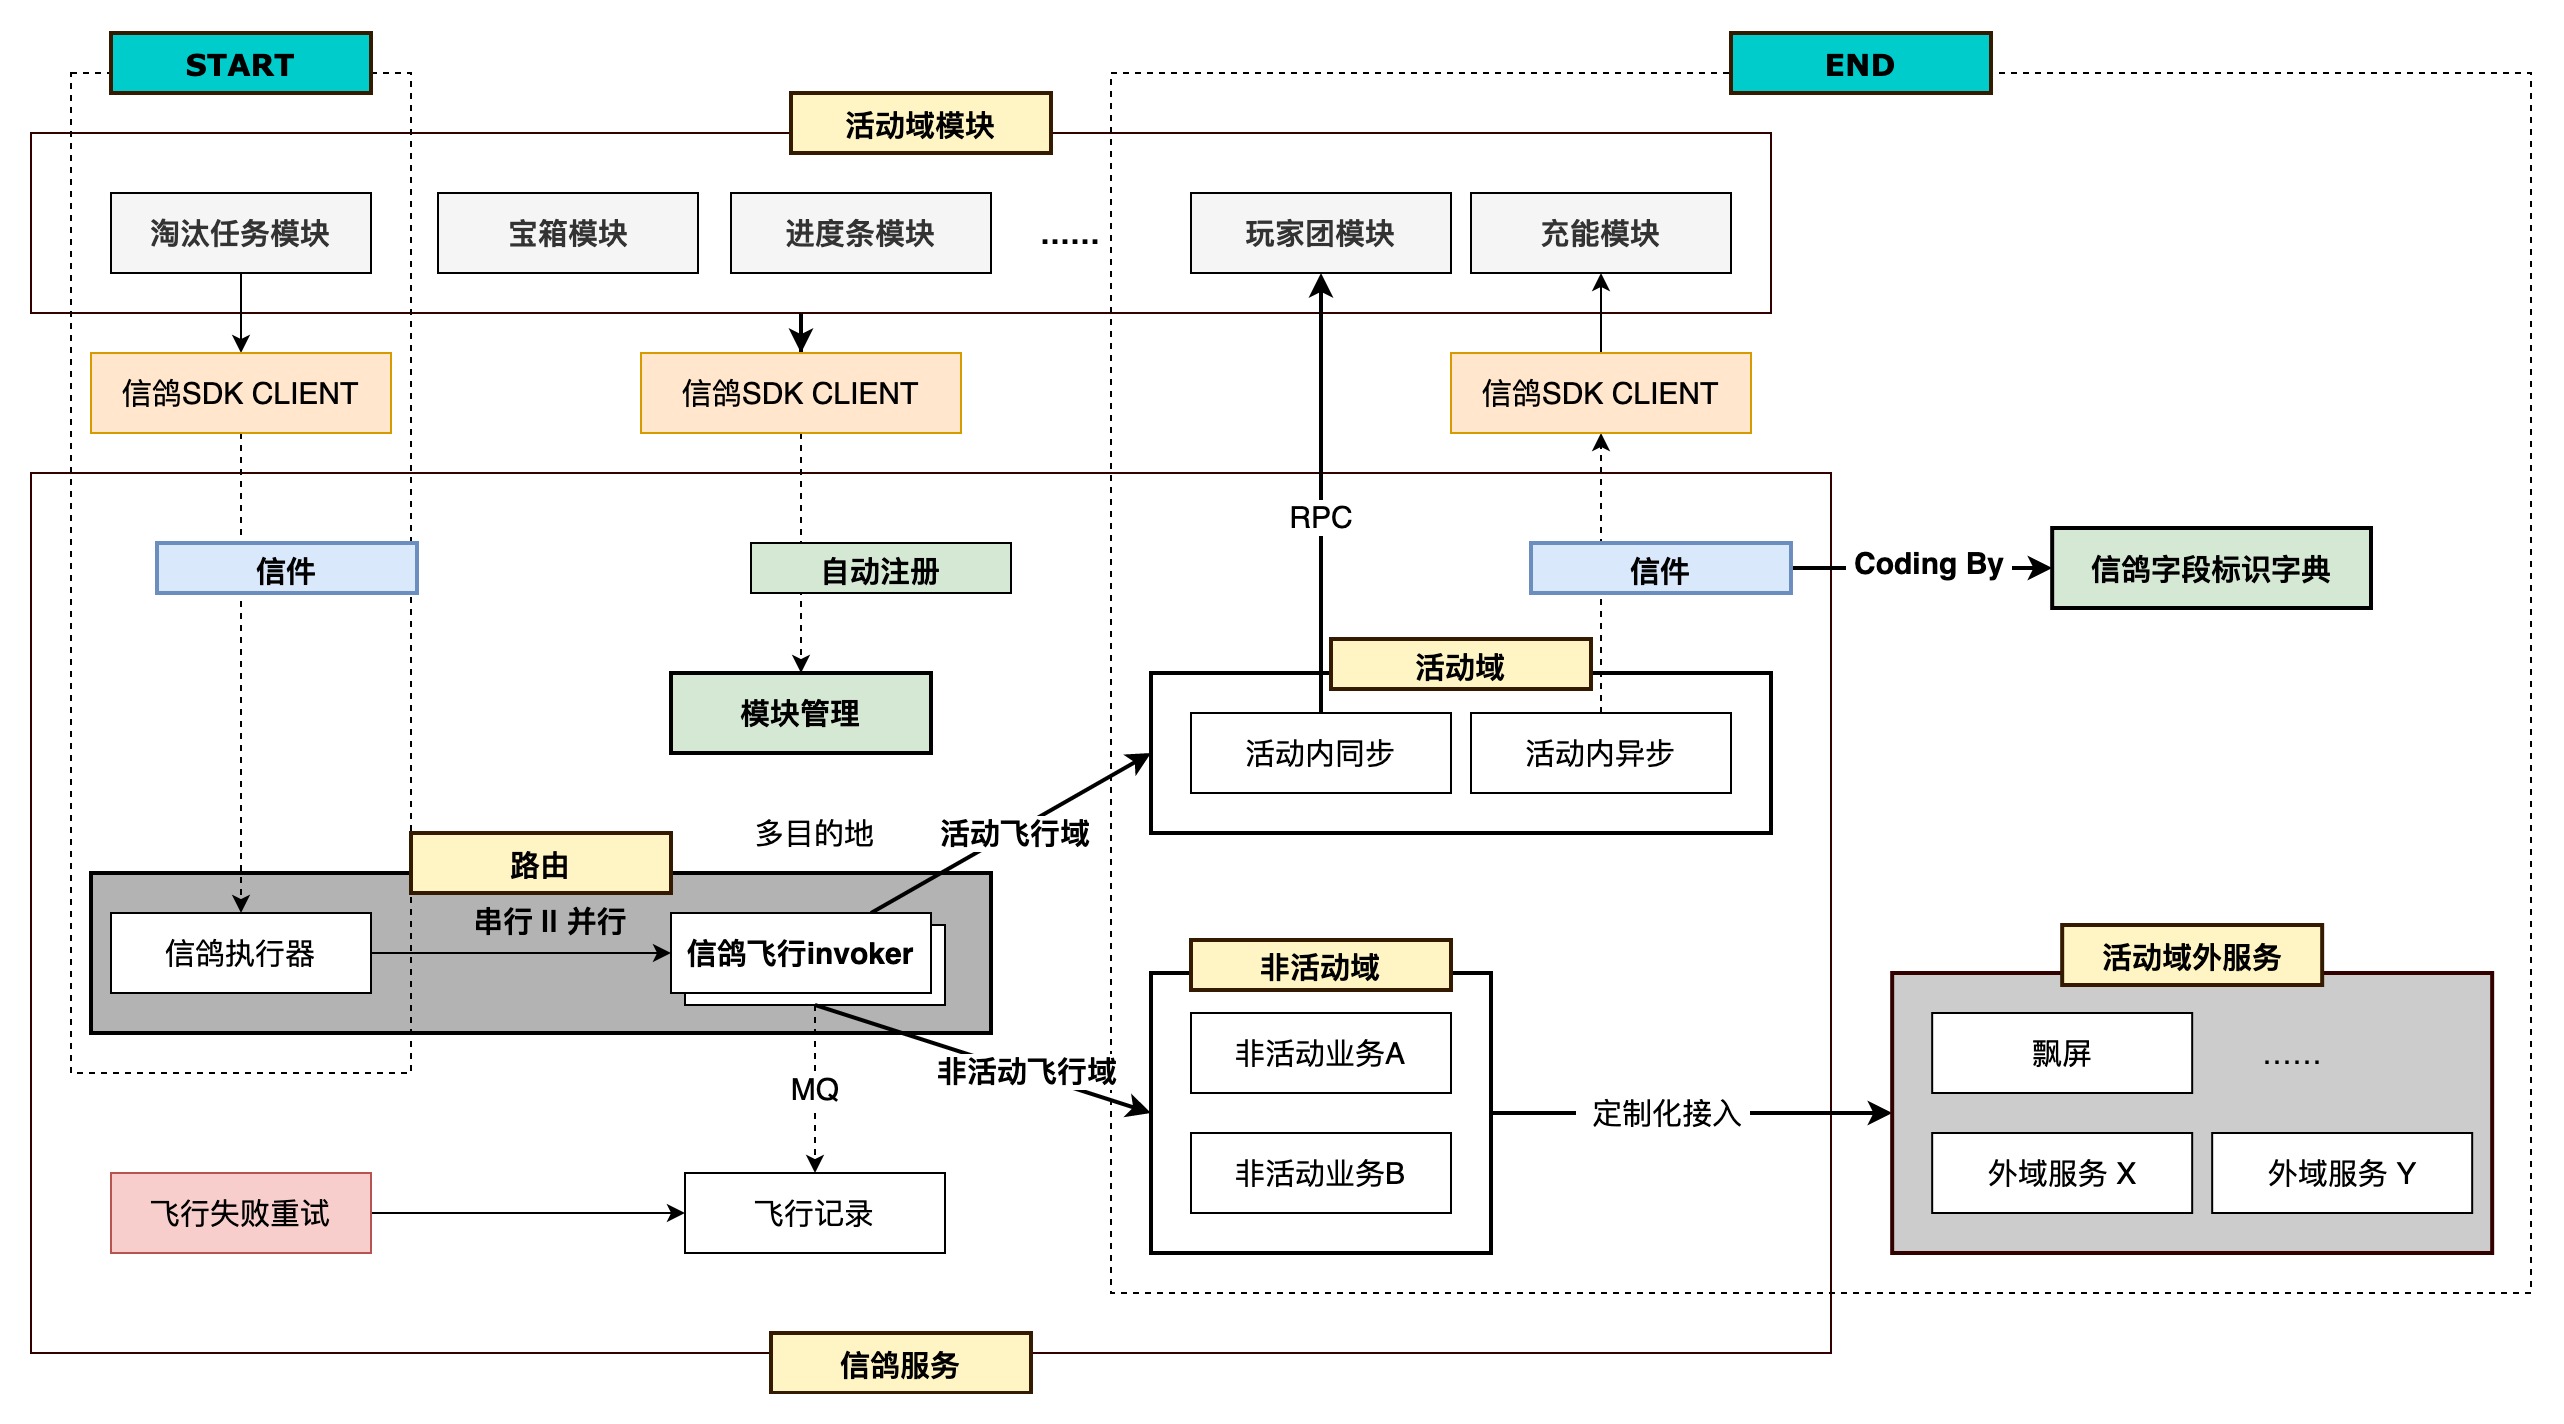 START
END
活动域模块
淘汰任务模块
宝箱模块
进度条模块
......
玩家团模块
充能模块
信鸽SDK CLIENT
信鸽SDK CLIENT
信鸽SDK CLIENT
RPC
信件
自动注册
信件
Coding By
信鸽字段标识字典
活动域
模块管理
活动内同步
活动内异步
多目的地
活动飞行域
路由
串行 II 并行
信鸽执行器
信鸽飞行invoker
非活动域
活动域外服务
非活动业务A
飘屏
......
非活动飞行域
MQ
定制化接入
非活动业务B
外域服务 X
外域服务 Y
飞行失败重试
飞行记录
信鸽服务